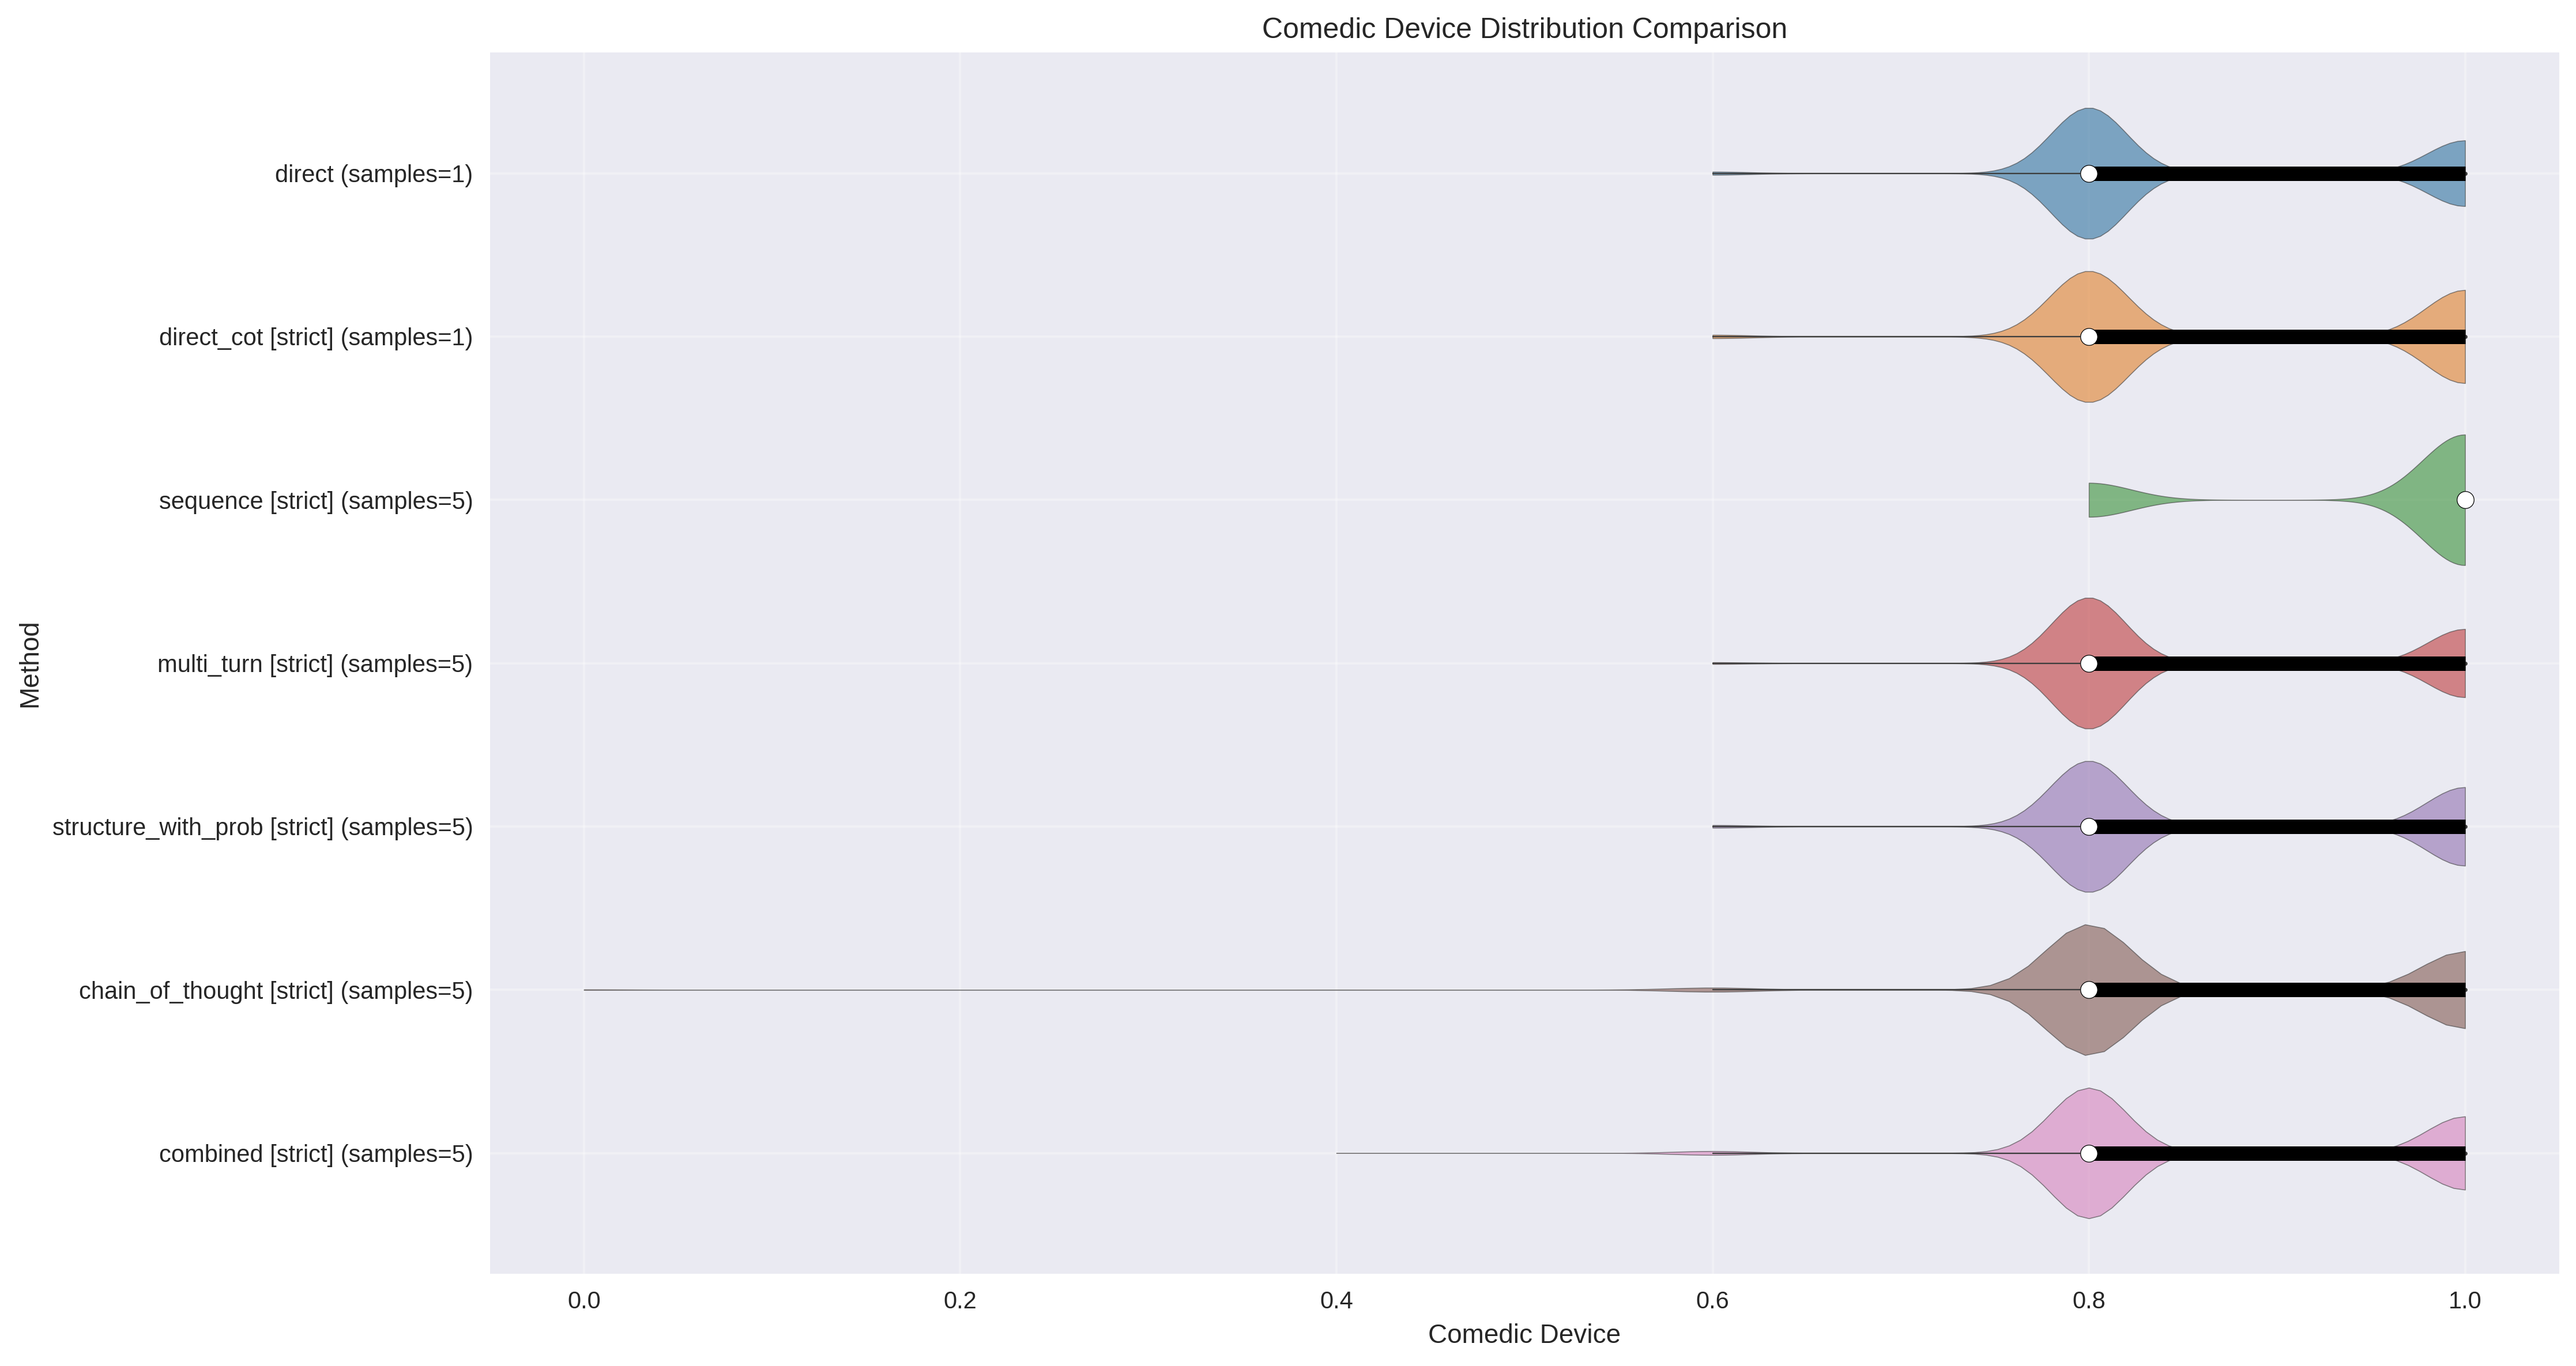 Comedic Device Distribution Comparison
direct (samples=1)
direct_cot [strict] (samples=1)
sequence [strict] (samples=5)
multi_turn [strict] (samples=5)
structure_with_prob [strict] (samples=5)
chain_of_thought [strict] (samples=5)
combined [strict] (samples=5)
Method
0.0 0.2 0.4 0.6 0.8 1.0
Comedic Device